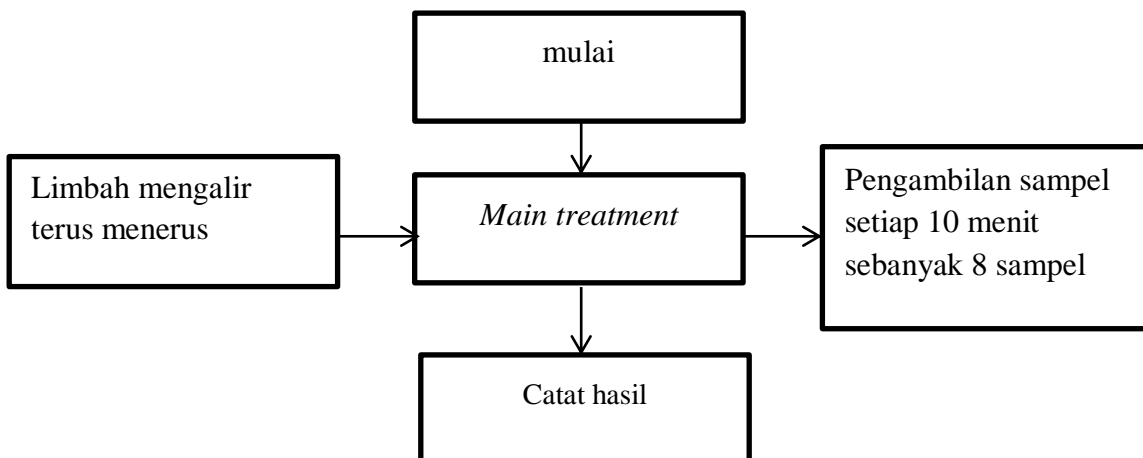 mulai
Limbah mengalir
terus menerus
Main treatment
Pengambilan sampel
setiap 10 menit
sebanyak 8 sampel
Catat hasil